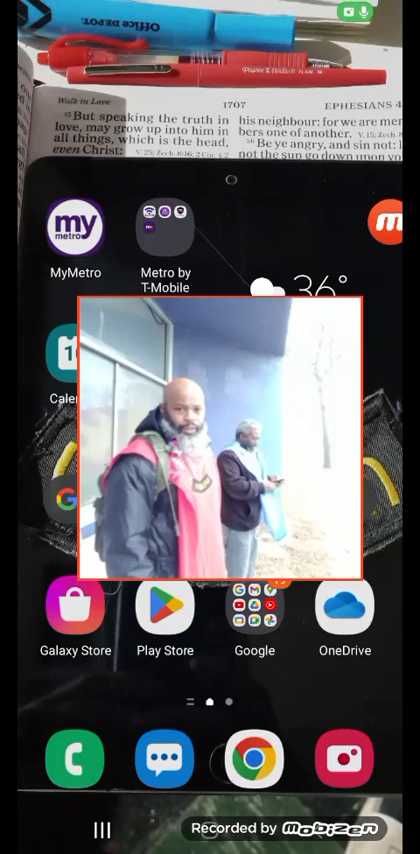 Office DEPOT
Paper Mate
Walk in Love
1707
EPHESIANS 4
15 But speaking the truth in
love, may grow up into him in
all things, which is the head,
even Christ:
his neighbour: for we are mem
bers one of another.
26 Be ye angry, and sin not: l
not the sun go down upon yo
my
metro
MyMetro
Metro by
T-Mobile
36°
Calen
G
Galaxy Store
Play Store
Google
OneDrive
Recorded by Mobizen